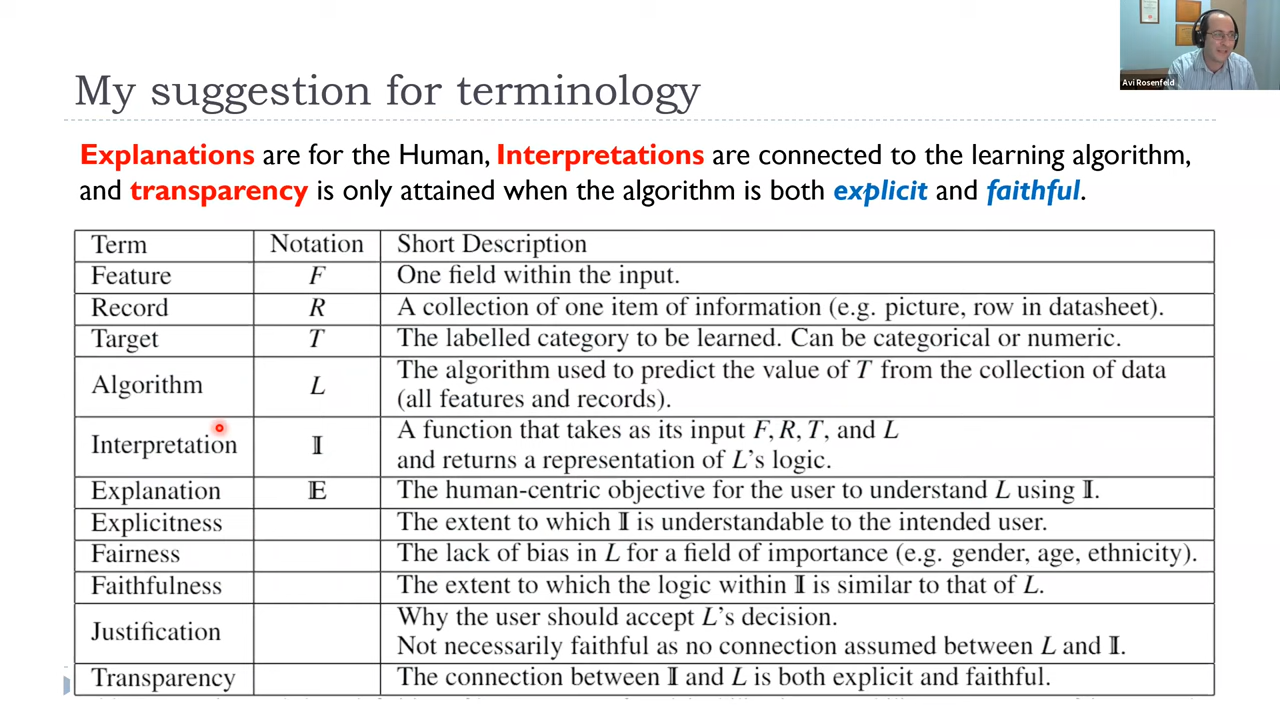 Avi Rosenfeld
My suggestion for terminology
Explanations are for the Human, Interpretations are connected to the learning algorithm,
and transparency is only attained when the algorithm is both explicit and faithful.
Term Notation Short Description
Feature F One field within the input.
Record R A collection of one item of information (e.g. picture, row in datasheet).
Target T The labelled category to be learned. Can be categorical or numeric.
Algorithm L The algorithm used to predict the value of T from the collection of data
(all features and records).
Interpretation 𝕀 A function that takes as its input F, R, T, and L
and returns a representation of L's logic.
Explanation 𝔼 The human-centric objective for the user to understand L using 𝕀.
Explicitness The extent to which 𝕀 is understandable to the intended user.
Fairness The lack of bias in L for a field of importance (e.g. gender, age, ethnicity).
Faithfulness The extent to which the logic within 𝕀 is similar to that of L.
Justification Why the user should accept L's decision.
Not necessarily faithful as no connection assumed between L and 𝕀.
Transparency The connection between 𝕀 and L is both explicit and faithful.